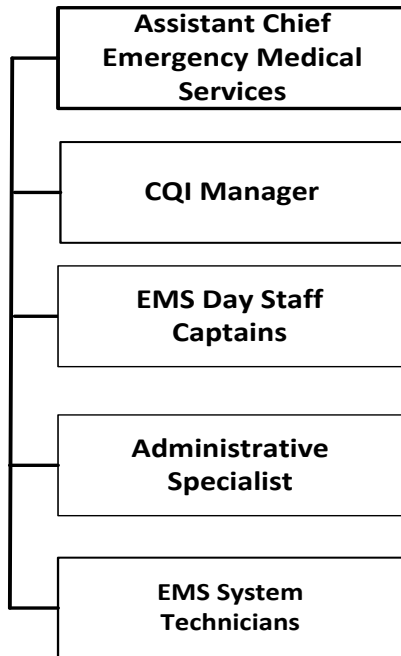 Assistant Chief
Emergency Medical
Services
CQI Manager
EMS Day Staff
Captains
Administrative
Specialist
EMS System
Technicians